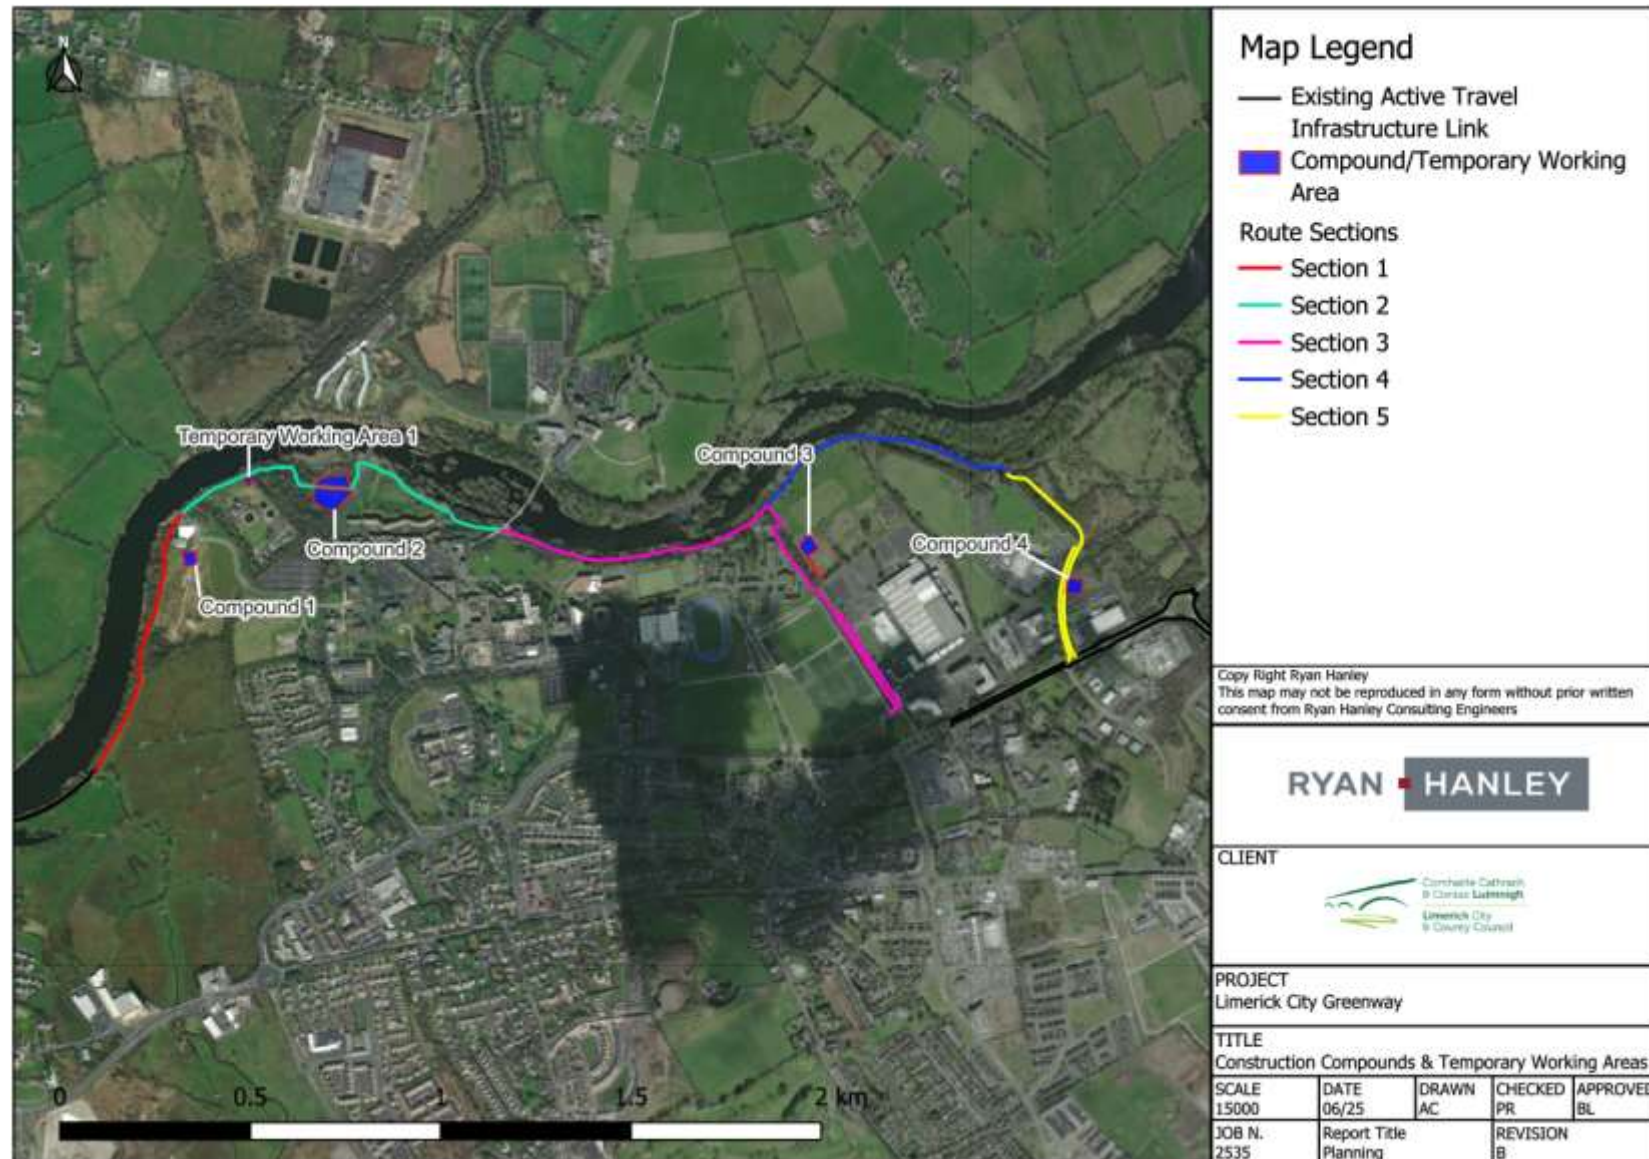 N
Temporary Working Area 1
Compound 3
Compound 2
Compound 4
Compound 1
0 0.5 1 1.5 2 km
Map Legend
Existing Active Travel
Infrastructure Link
Compound/Temporary Working
Area
Route Sections
Section 1
Section 2
Section 3
Section 4
Section 5
Copy Right Ryan Hanley
This map may not be reproduced in any form without prior written
consent from Ryan Hanley Consulting Engineers
RYAN HANLEY
CLIENT
Comhairle Cathrach
& Contae Luimnigh
Limerick City
& County Council
PROJECT
Limerick City Greenway
TITLE
Construction Compounds & Temporary Working Areas
SCALE DATE DRAWN CHECKED APPROVED
15000 06/25 AC PR BL
JOB N. Report Title REVISION
2535 Planning B